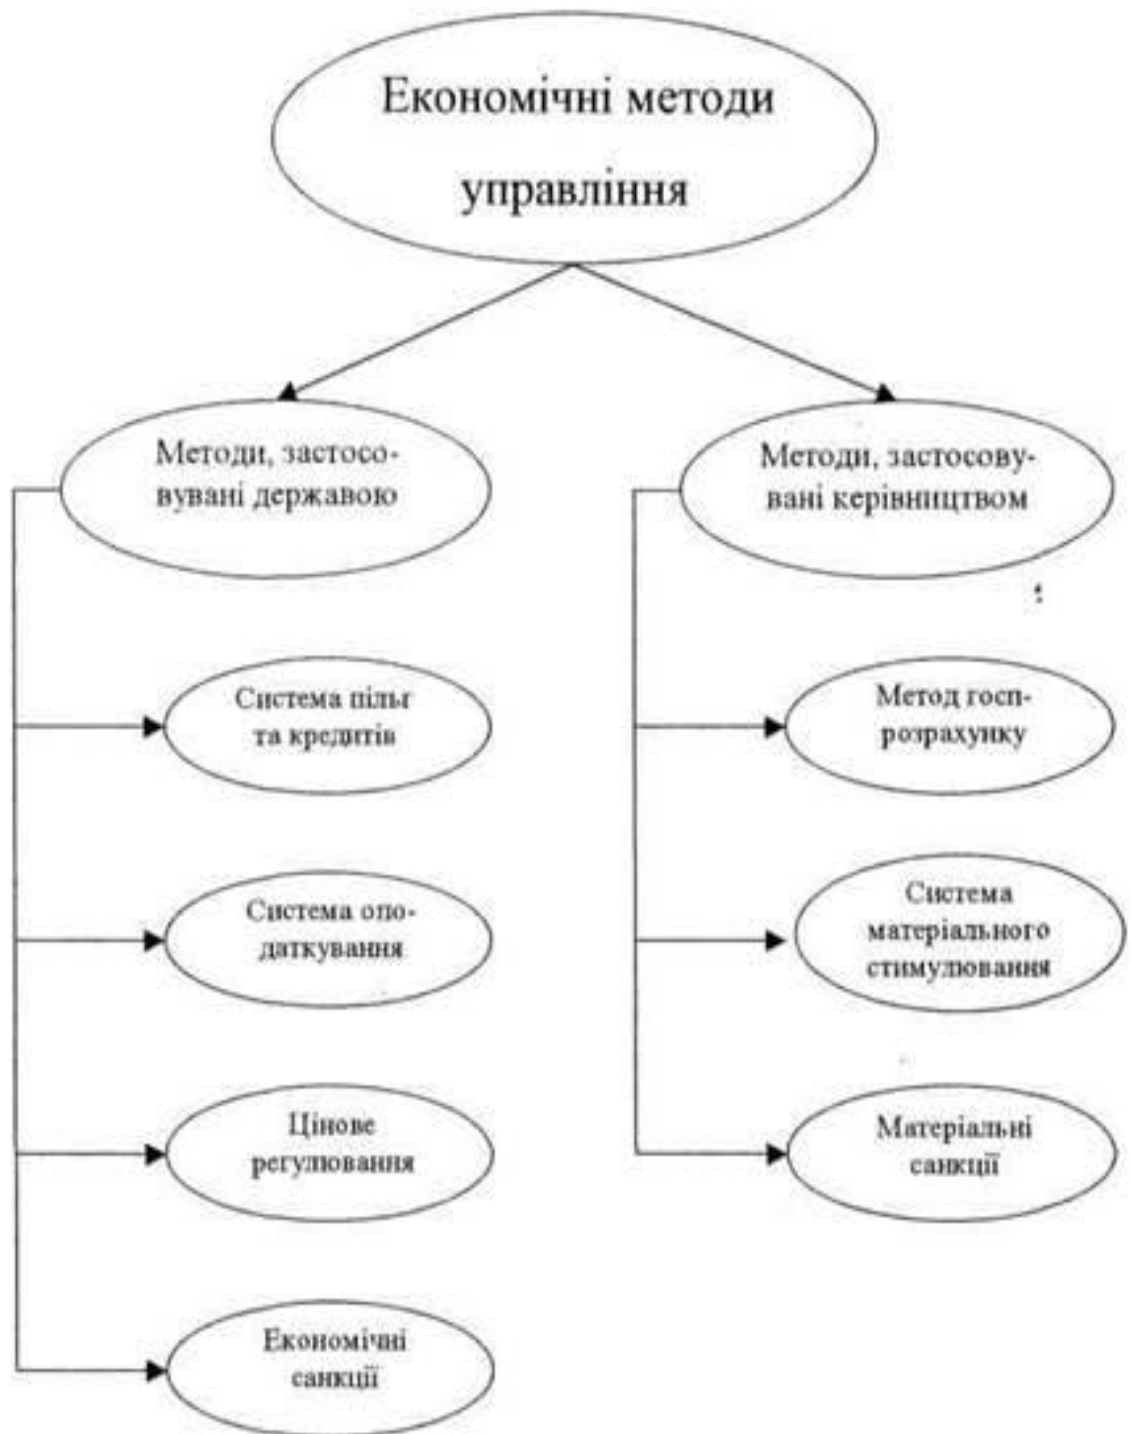 Економічні методи
управління
Методи, застосо-
вувані державою
Методи, застосову-
вані керівництвом
Система пільг
та кредитів
Метод госп-
розрахунку
Система опо-
даткування
Система
матеріального
стимулювання
Цінове
регулювання
Матеріальні
санкції
Економічні
санкції